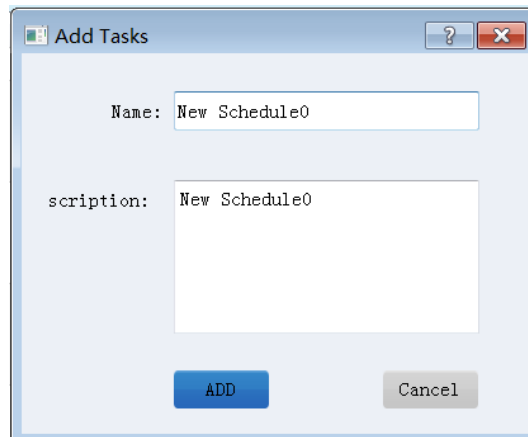 Add Tasks
?
Name: New Schedule0
scription: New Schedule0
ADD Cancel